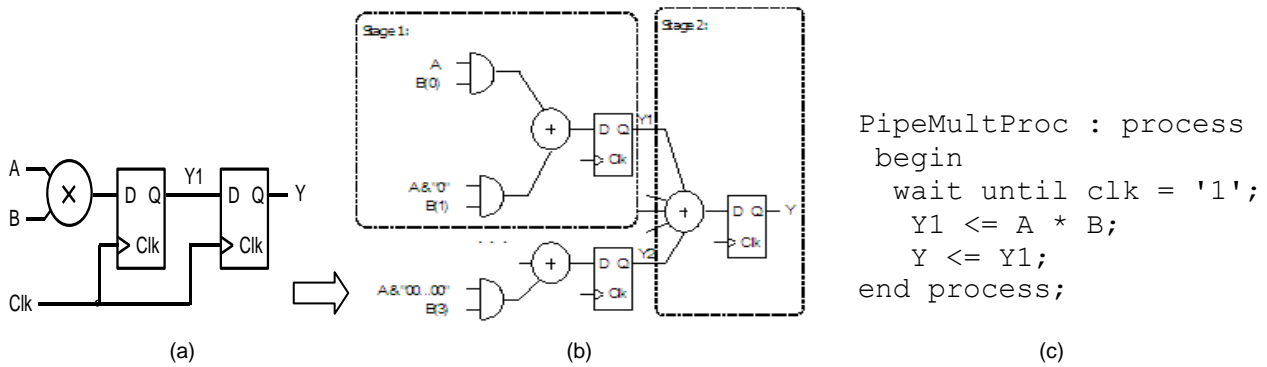 A
B
Clk
X
D Q
Clk
Y1
D Q
Clk
Y
(a)
Stage 1:
A
B(0)
+
D Q
Clk
Y1
A&"0"
B(1)
. . .
A&"00...00"
B(3)
+
D Q
Clk
Y2
Stage 2:
+
D Q
Clk
Y
(b)
PipeMultProc : process
begin
wait until clk = '1';
Y1 <= A * B;
Y <= Y1;
end process;
(c)